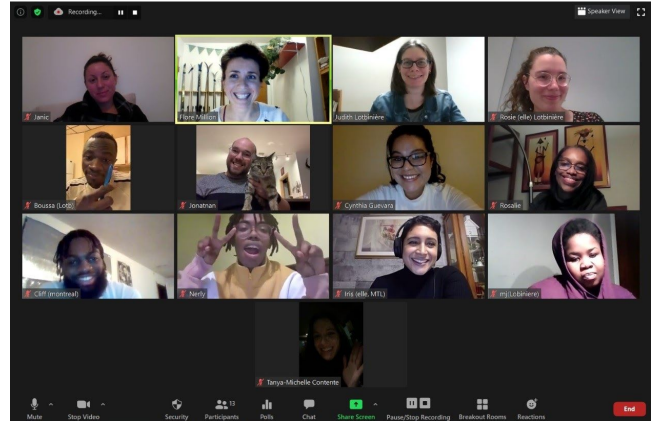 Recording...
Speaker View
Janic
Flore Million
Judith Lotbinière
Rosie (elle) Lotbinière
Boussa (Lotb)
Jonatnan
Cynthia Guevara
Rosalie
Cliff (montreal)
Nerly
Iris (elle, MTL)
mj(Lotbiniere)
Tanya-Michelle Contente
13
Mute
Stop Video
Security
Participants
Polls
Chat
Share Screen
Pause/Stop Recording
Breakout Rooms
Reactions
End